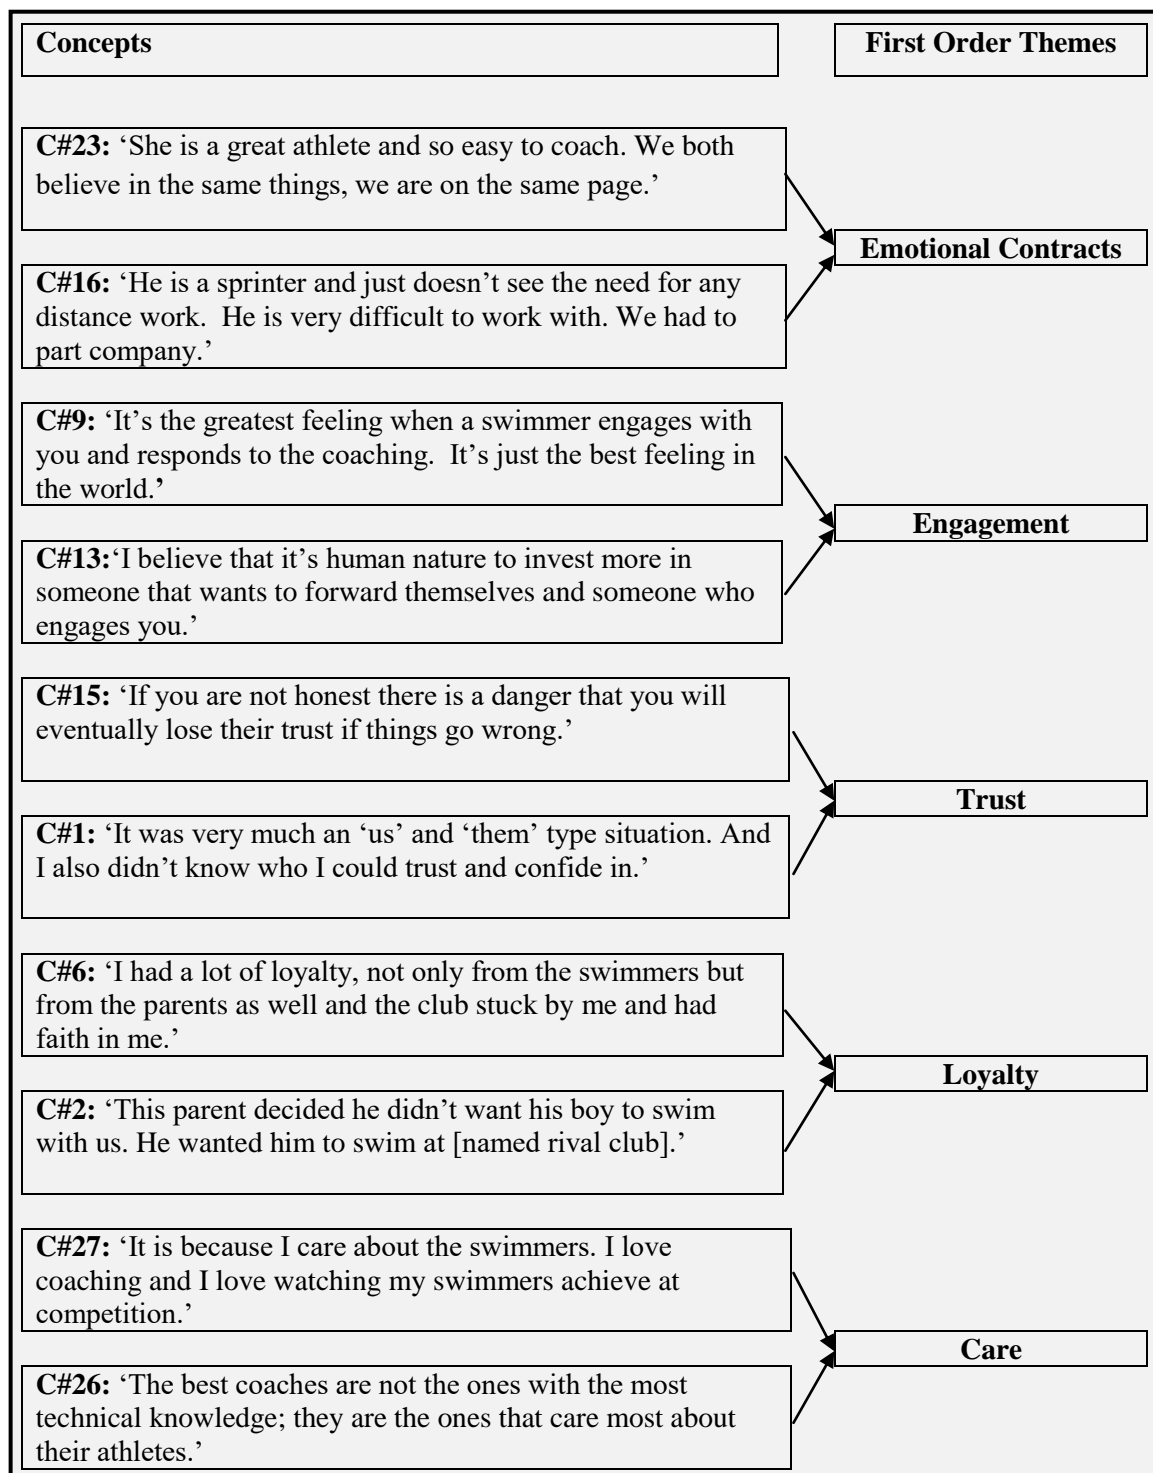 Concepts
First Order Themes
C#23: ‘She is a great athlete and so easy to coach. We both
believe in the same things, we are on the same page.’
Emotional Contracts
C#16: ‘He is a sprinter and just doesn’t see the need for any
distance work.  He is very difficult to work with. We had to
part company.’
C#9: ‘It’s the greatest feeling when a swimmer engages with
you and responds to the coaching.  It’s just the best feeling in
the world.’
Engagement
C#13:‘I believe that it’s human nature to invest more in
someone that wants to forward themselves and someone who
engages you.’
C#15: ‘If you are not honest there is a danger that you will
eventually lose their trust if things go wrong.’
Trust
C#1: ‘It was very much an ‘us’ and ‘them’ type situation. And
I also didn’t know who I could trust and confide in.’
C#6: ‘I had a lot of loyalty, not only from the swimmers but
from the parents as well and the club stuck by me and had
faith in me.’
Loyalty
C#2: ‘This parent decided he didn’t want his boy to swim
with us. He wanted him to swim at [named rival club].’
C#27: ‘It is because I care about the swimmers. I love
coaching and I love watching my swimmers achieve at
competition.’
Care
C#26: ‘The best coaches are not the ones with the most
technical knowledge; they are the ones that care most about
their athletes.’